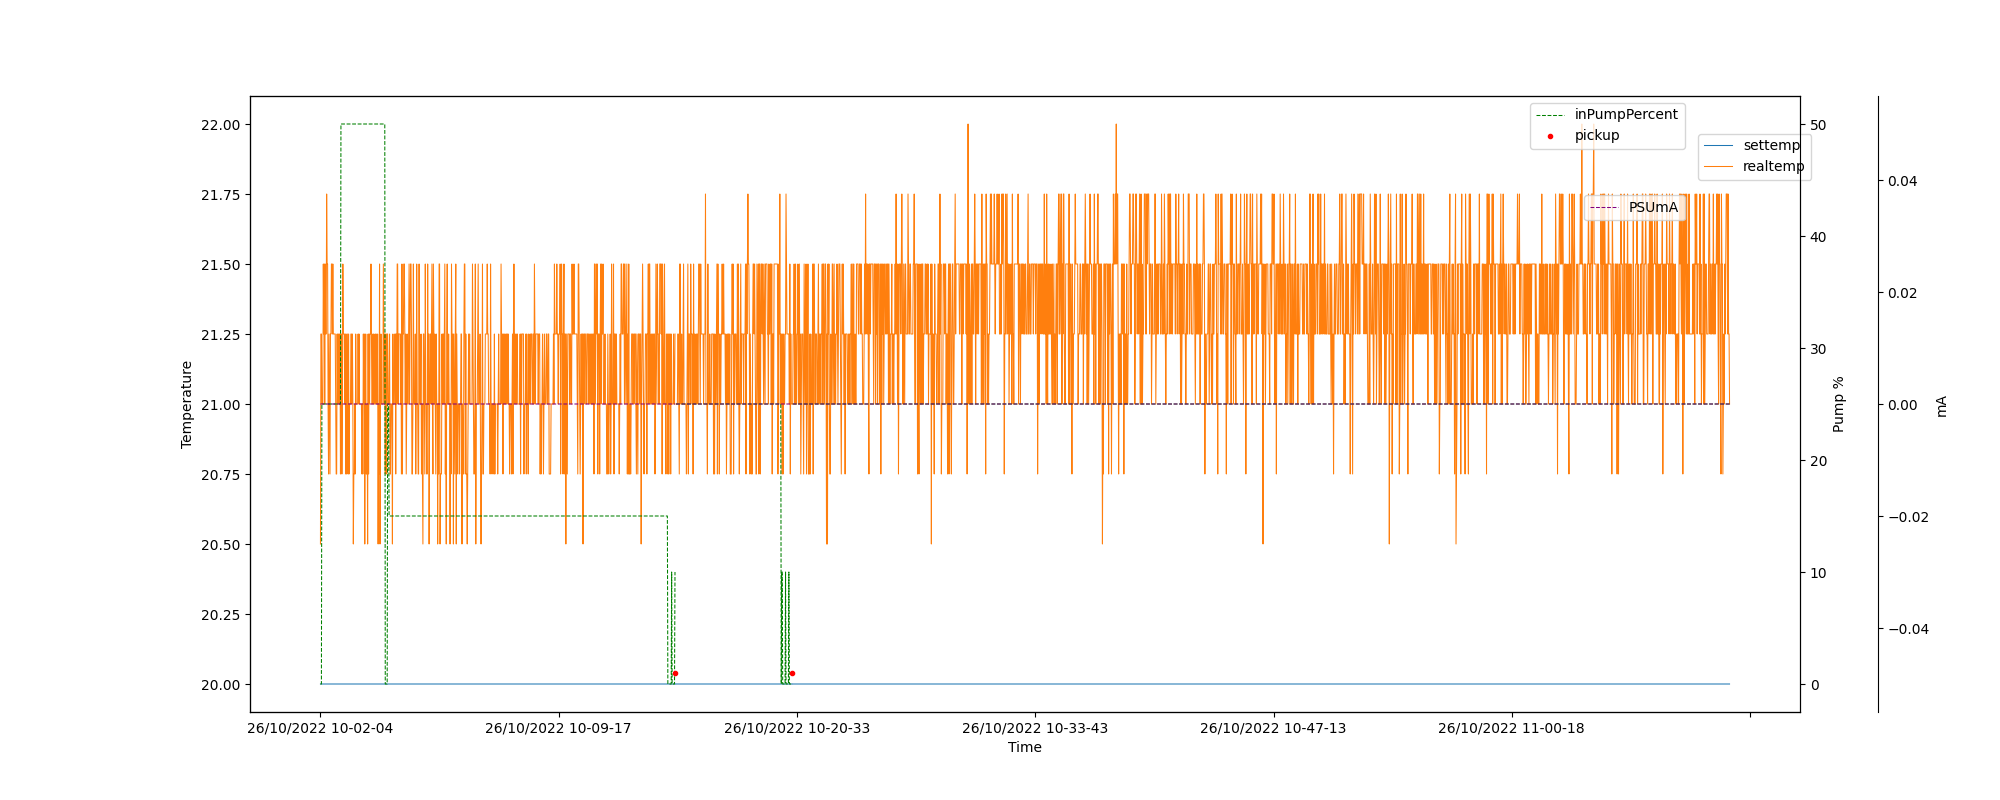 22.00
21.75
21.50
21.25
21.00
20.75
20.50
20.25
20.00
Temperature
26/10/2022 10-02-04
26/10/2022 10-09-17
26/10/2022 10-20-33
26/10/2022 10-33-43
26/10/2022 10-47-13
26/10/2022 11-00-18
Time
inPumpPercent
pickup
settemp
realtemp
PSUmA
50
40
30
20
10
0
Pump %
0.04
0.02
0.00
−0.02
−0.04
mA